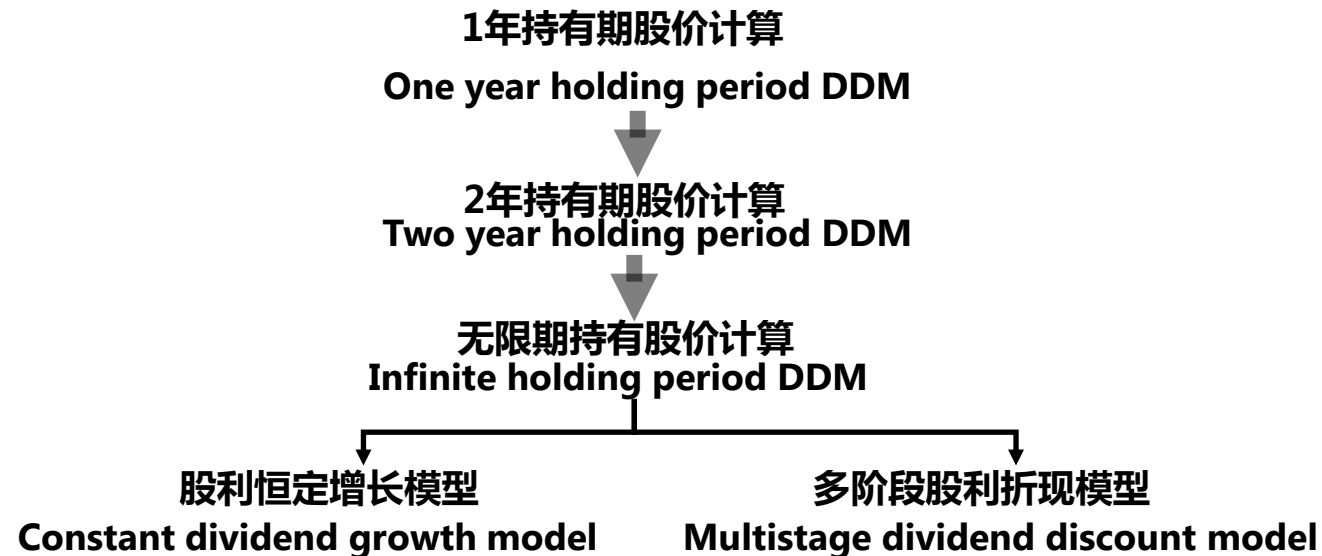 1年持有期股价计算
One year holding period DDM
2年持有期股价计算
Two year holding period DDM
无限期持有股价计算
Infinite holding period DDM
股利恒定增长模型
多阶段股利折现模型
Constant dividend growth model
Multistage dividend discount model